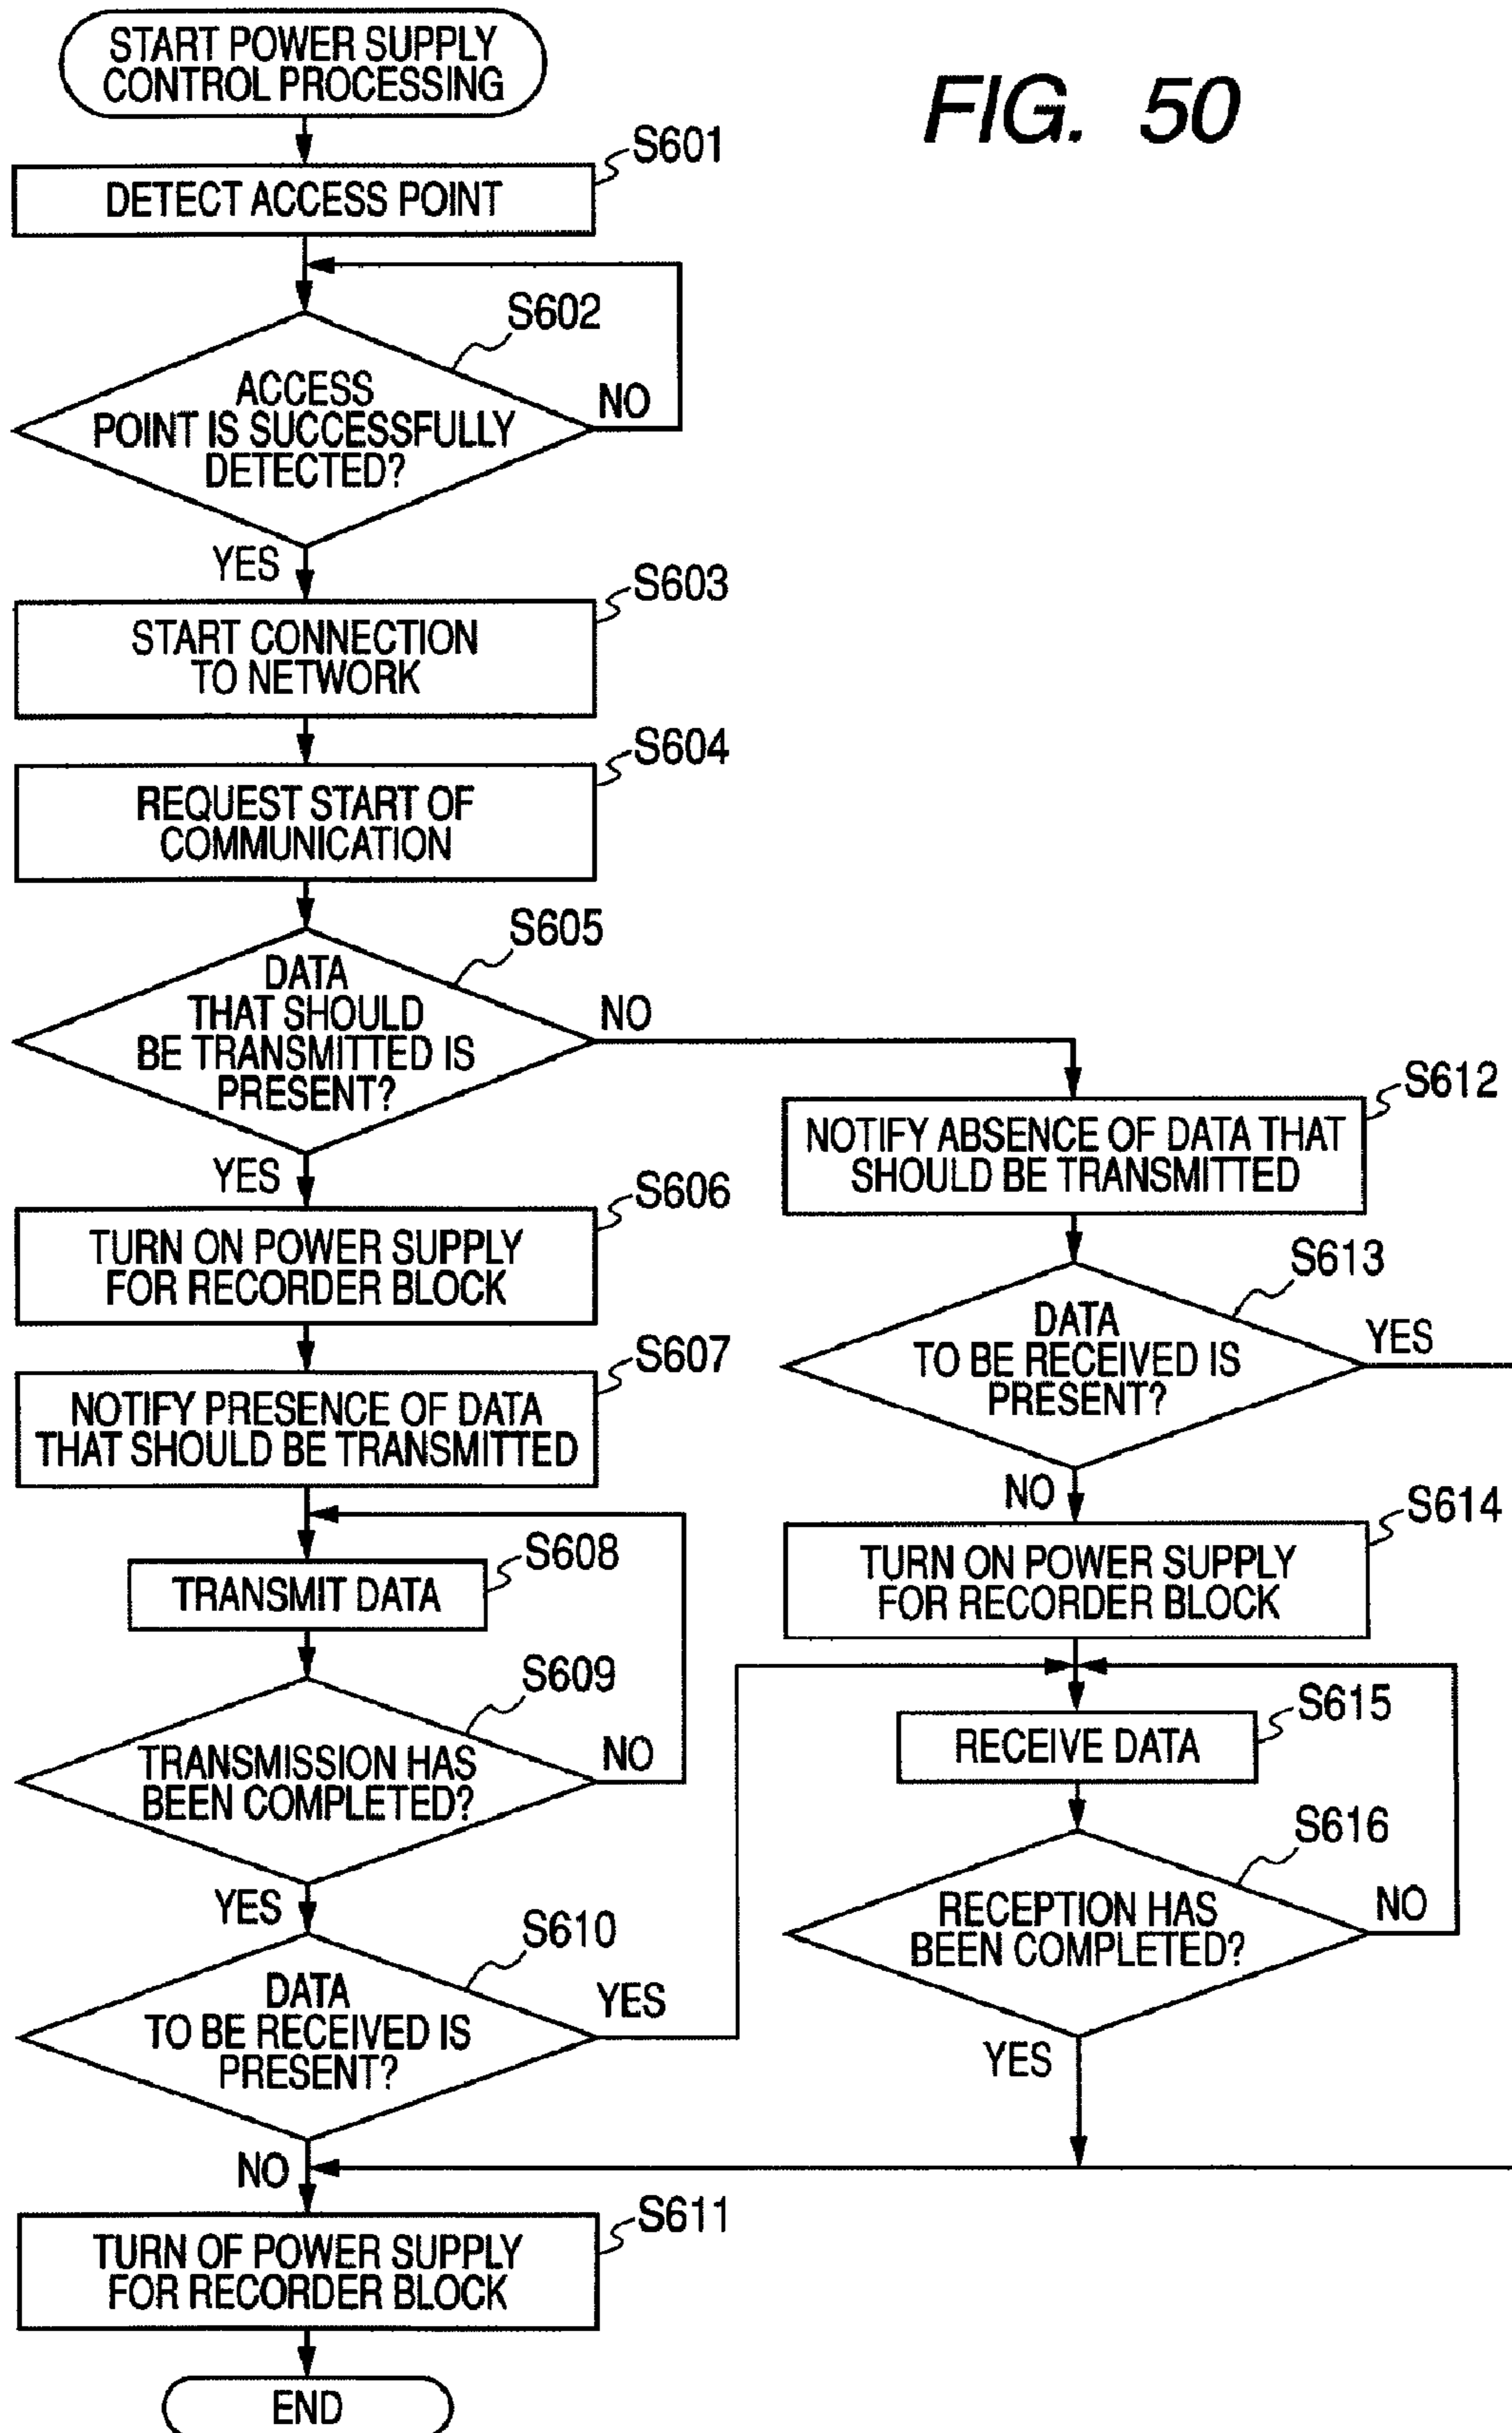 FIG. 50
START POWER SUPPLY
CONTROL PROCESSING
S601
DETECT ACCESS POINT
S602
ACCESS
POINT IS SUCCESSFULLY
DETECTED?
NO
YES
S603
START CONNECTION
TO NETWORK
S604
REQUEST START OF
COMMUNICATION
S605
DATA
THAT SHOULD
BE TRANSMITTED IS
PRESENT?
NO
YES
S606
TURN ON POWER SUPPLY
FOR RECORDER BLOCK
S607
NOTIFY PRESENCE OF DATA
THAT SHOULD BE TRANSMITTED
S608
TRANSMIT DATA
S609
TRANSMISSION HAS
BEEN COMPLETED?
NO
YES
S610
DATA
TO BE RECEIVED IS
PRESENT?
YES
NO
S611
TURN OF POWER SUPPLY
FOR RECORDER BLOCK
END
S612
NOTIFY ABSENCE OF DATA THAT
SHOULD BE TRANSMITTED
S613
DATA
TO BE RECEIVED IS
PRESENT?
YES
NO
S614
TURN ON POWER SUPPLY
FOR RECORDER BLOCK
S615
RECEIVE DATA
S616
RECEPTION HAS
BEEN COMPLETED?
NO
YES